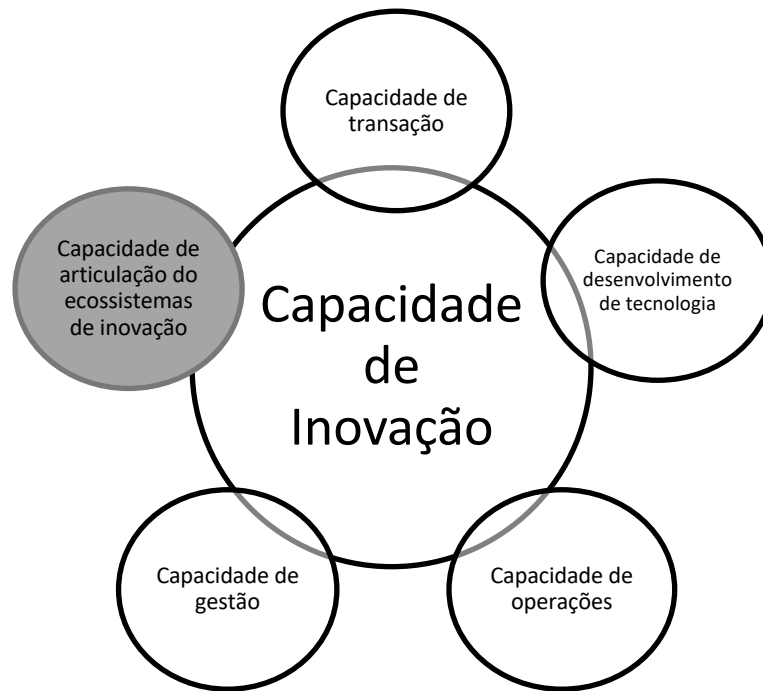 Capacidade de
transação
Capacidade de
articulação do
ecossistemas
de inovação
Capacidade de
desenvolvimento
de tecnologia
Capacidade
de
Inovação
Capacidade de
gestão
Capacidade de
operações